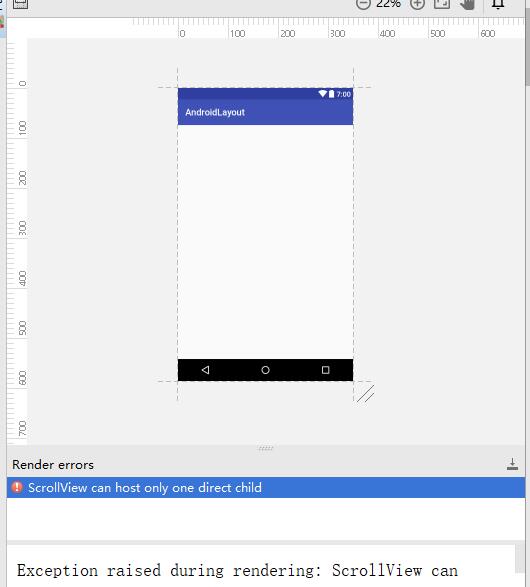 22%
0 100 200 300 400 500 600
0
100
200
300
400
500
600
700
7:00
AndroidLayout
Render errors
ScrollView can host only one direct child
Exception raised during rendering: ScrollView can